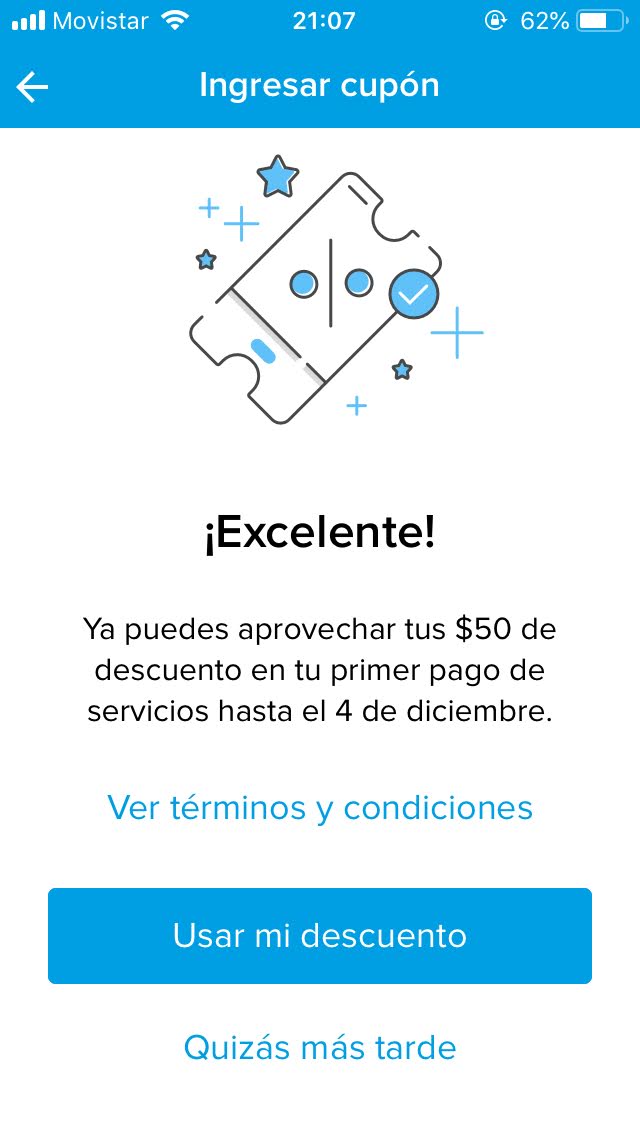 Movistar 21:07 62%
Ingresar cupón
¡Excelente!
Ya puedes aprovechar tus $50 de
descuento en tu primer pago de
servicios hasta el 4 de diciembre.
Ver términos y condiciones
Usar mi descuento
Quizás más tarde